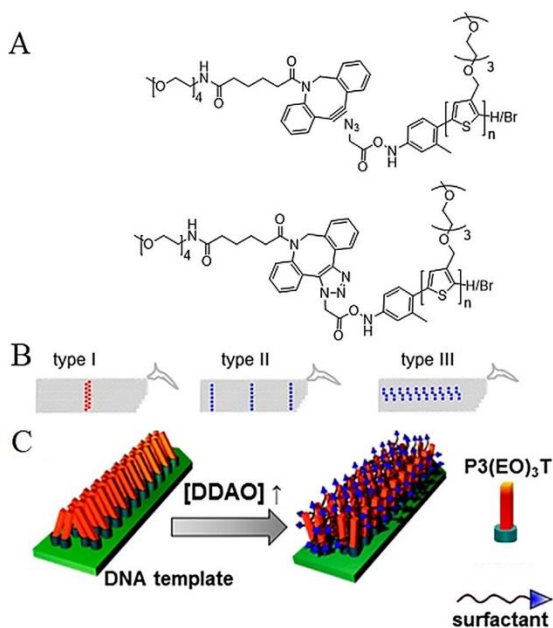 A
O
3
O
O
H
N
4
O
N
N₃
O
O
N
H
S
n
H/Br
O
3
O
O
H
N
4
O
N
N
N
N
O
O
N
H
S
n
H/Br
B
type I
type II
type III
C
P3(EO)₃T
[DDAO] ↑
DNA template
surfactant